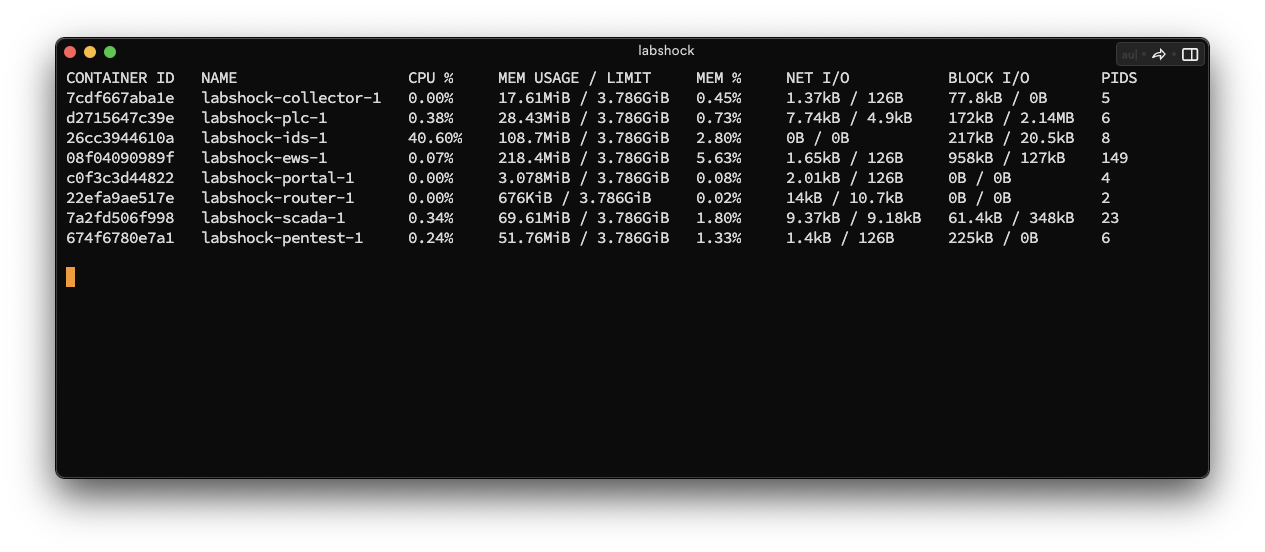 labshock
CONTAINER ID   NAME                   CPU %     MEM USAGE / LIMIT     MEM %     NET I/O           BLOCK I/O        PIDS
7cdf667aba1e   labshock-collector-1   0.00%     17.61MiB / 3.786GiB   0.45%     1.37kB / 126B     77.8kB / 0B      5
d2715647c39e   labshock-plc-1         0.38%     28.43MiB / 3.786GiB   0.73%     7.74kB / 4.9kB    172kB / 2.14MB   6
26cc3944610a   labshock-ids-1         40.60%    108.7MiB / 3.786GiB   2.80%     0B / 0B           217kB / 20.5kB   8
08f04090989f   labshock-ews-1         0.07%     218.4MiB / 3.786GiB   5.63%     1.65kB / 126B     958kB / 127kB    149
c0f3c3d44822   labshock-portal-1      0.00%     3.078MiB / 3.786GiB   0.08%     2.01kB / 126B     0B / 0B          4
22efa9ae517e   labshock-router-1      0.00%     676KiB / 3.786GiB     0.02%     14kB / 10.7kB     0B / 0B          2
7a2fd506f998   labshock-scada-1       0.34%     69.61MiB / 3.786GiB   1.80%     9.37kB / 9.18kB   61.4kB / 348kB   23
674f6780e7a1   labshock-pentest-1     0.24%     51.76MiB / 3.786GiB   1.33%     1.4kB / 126B      225kB / 0B       6